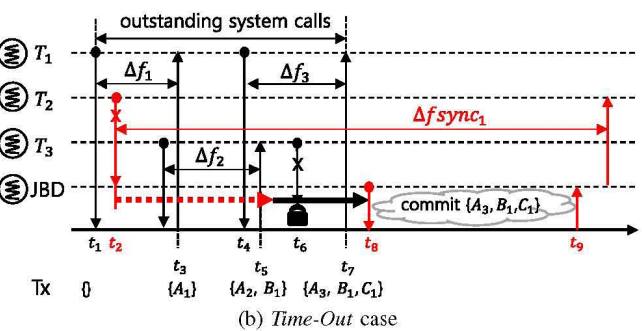 outstanding system calls
T₁
Δf₁ Δf₃
T₂
X Δfsync₁
T₃
Δf₂ X
JBD
commit {A₃, B₁,C₁}
t₁ t₂ t₄ t₆ t₈ t₉
t₃ t₅ t₇
Tx {} {A₁} {A₂, B₁} {A₃, B₁,C₁}
(b) Time-Out case